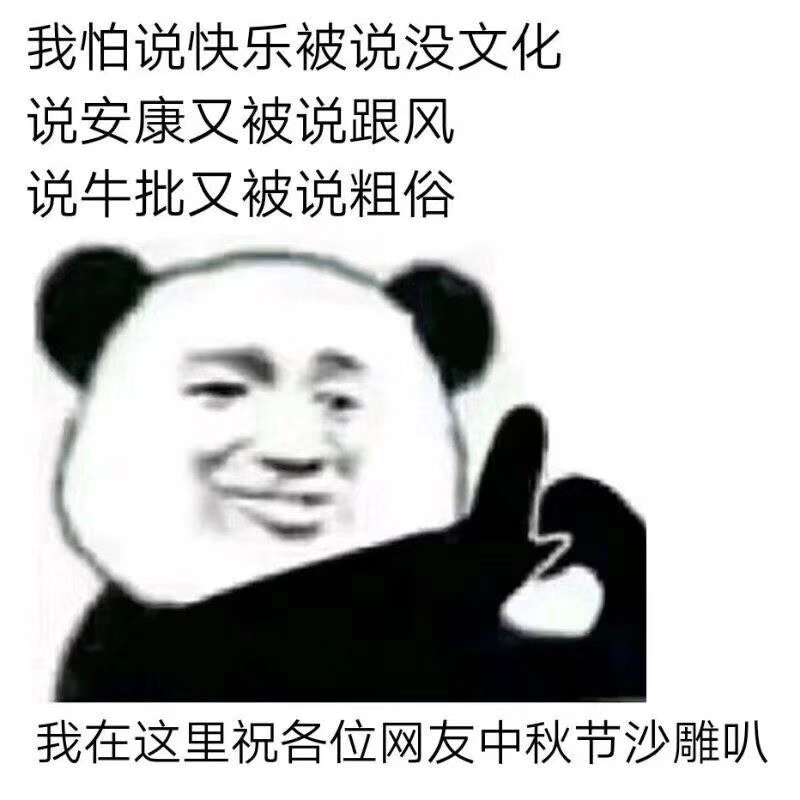 我怕说快乐被说没文化
说安康又被说跟风
说牛批又被说粗俗
我在这里祝各位网友中秋节沙雕叭